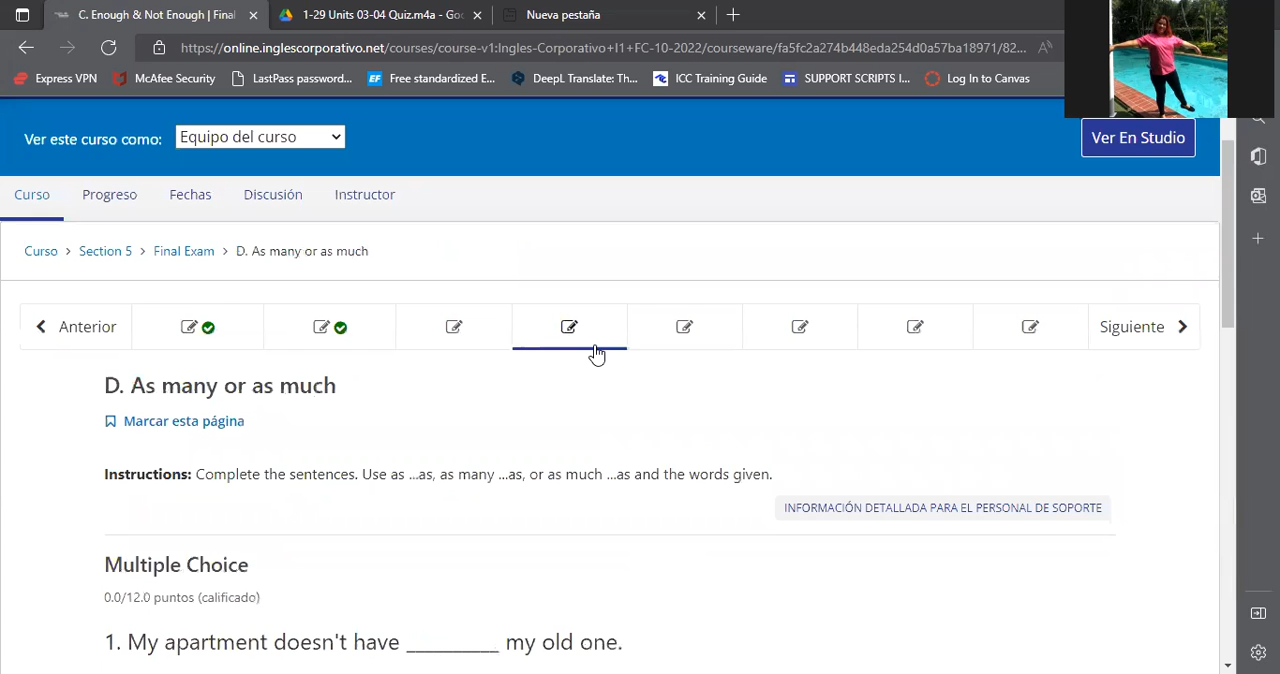 C. Enough & Not Enough | Final
1-29 Units 03-04 Quiz.m4a - Goo
Nueva pestaña
https://online.inglescorporativo.net/courses/course-v1:Ingles-Corporativo+I1+FC-10-2022/courseware/fa5fc2a274b448eda254d0a57ba18971/82...
Express VPN McAfee Security LastPass password... Free standardized E... DeepL Translate: Th... ICC Training Guide SUPPORT SCRIPTS I... Log In to Canvas
Ver este curso como: Equipo del curso
Ver En Studio
Curso Progreso Fechas Discusión Instructor
Curso > Section 5 > Final Exam > D. As many or as much
Anterior Siguiente
D. As many or as much
Marcar esta página
Instructions: Complete the sentences. Use as ...as, as many ...as, or as much ...as and the words given.
INFORMACIÓN DETALLADA PARA EL PERSONAL DE SOPORTE
Multiple Choice
0.0/12.0 puntos (calificado)
1. My apartment doesn't have _________ my old one.